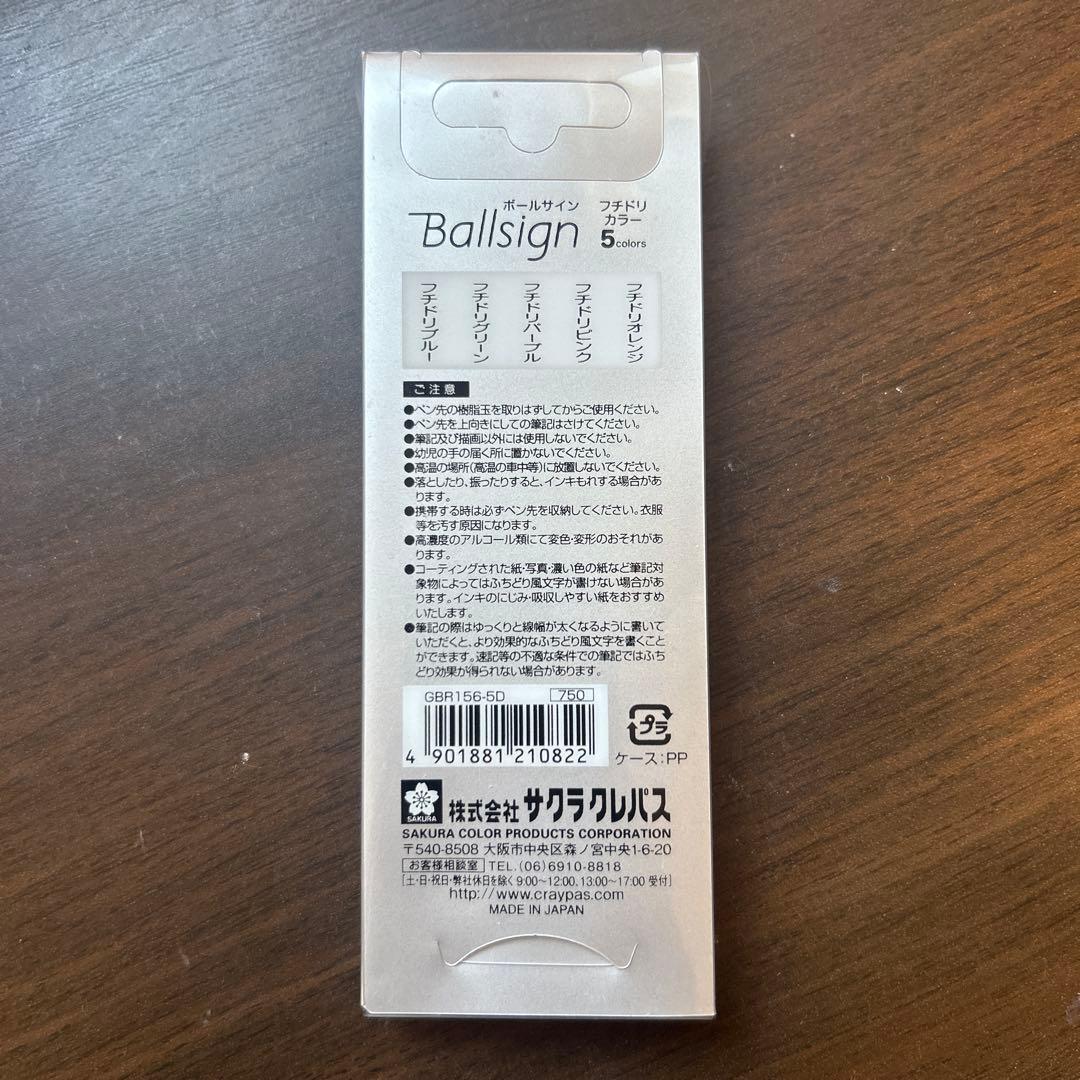 ボールサイン
Ballsign
フチドリ
カラー
5colors
フチドリブルー
フチドリグリーン
フチドリパープル
フチドリピンク
フチドリオレンジ
ご注意
●ペン先の樹脂玉を取りはずしてからご使用ください。
●ペン先を上向きにしての筆記はさけてください。
●筆記及び描画以外には使用しないでください。
●幼児の手の届く所に置かないでください。
●高温の場所(高温の車中等)に放置しないでください。
●落としたり、振ったりすると、インキもれする場合があ
ります。
●携帯する時は必ずペン先を収納してください。衣服
等を汚す原因になります。
●高濃度のアルコール類にて変色・変形のおそれがあ
ります。
●コーティングされた紙・写真・濃い色の紙など筆記対
象物によってはふちどり風文字が書けない場合があ
ります。インキのにじみ・吸収しやすい紙をおすすめ
いたします。
●筆記の際はゆっくりと線幅が太くなるように書いて
いただくと、より効果的なふちどり風文字を書くこと
ができます。速記等の不適な条件での筆記ではふち
どり効果が得られない場合があります。
GBR156-5D 750
4 901881 210822
プラ
ケース:PP
SAKURA
株式会社サクラクレパス
SAKURA COLOR PRODUCTS CORPORATION
〒540-8508 大阪市中央区森ノ宮中央1-6-20
お客様相談室 TEL.(06)6910-8818
[土・日・祝日・弊社休日を除く9:00〜12:00, 13:00〜17:00 受付]
http://www.craypas.com
MADE IN JAPAN